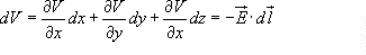 dV = ∂V/∂x dx + ∂V/∂y dy + ∂V/∂x dz = −E⃗·dl⃗